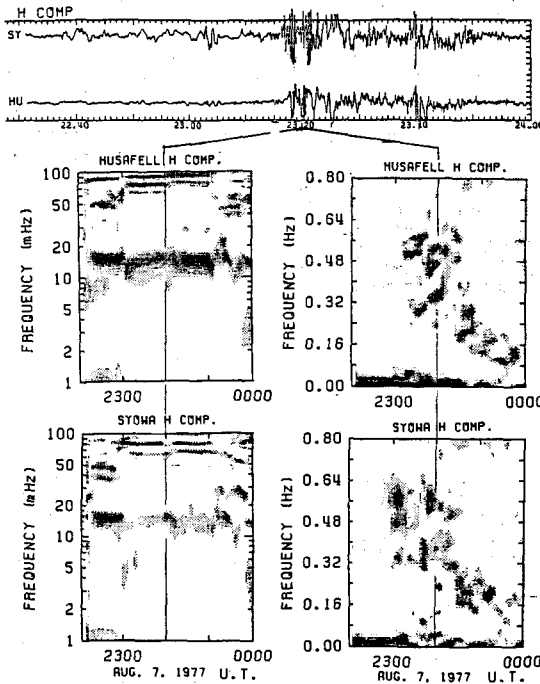 H COMP
SY
HU
22.40 23.00 23.20 23.40 24.00
HUSAFELL H COMP.
FREQUENCY (mHz)
100
50
20
10
5
2
1
2300 0000
HUSAFELL H COMP.
FREQUENCY (Hz)
0.80
0.64
0.48
0.32
0.16
0.00
2300 0000
SYOWA H COMP.
FREQUENCY (mHz)
100
50
20
10
5
2
1
2300 0000
AUG. 7, 1977 U.T.
SYOWA H COMP.
FREQUENCY (Hz)
0.80
0.64
0.48
0.32
0.16
0.00
2300 0000
AUG. 7, 1977 U.T.